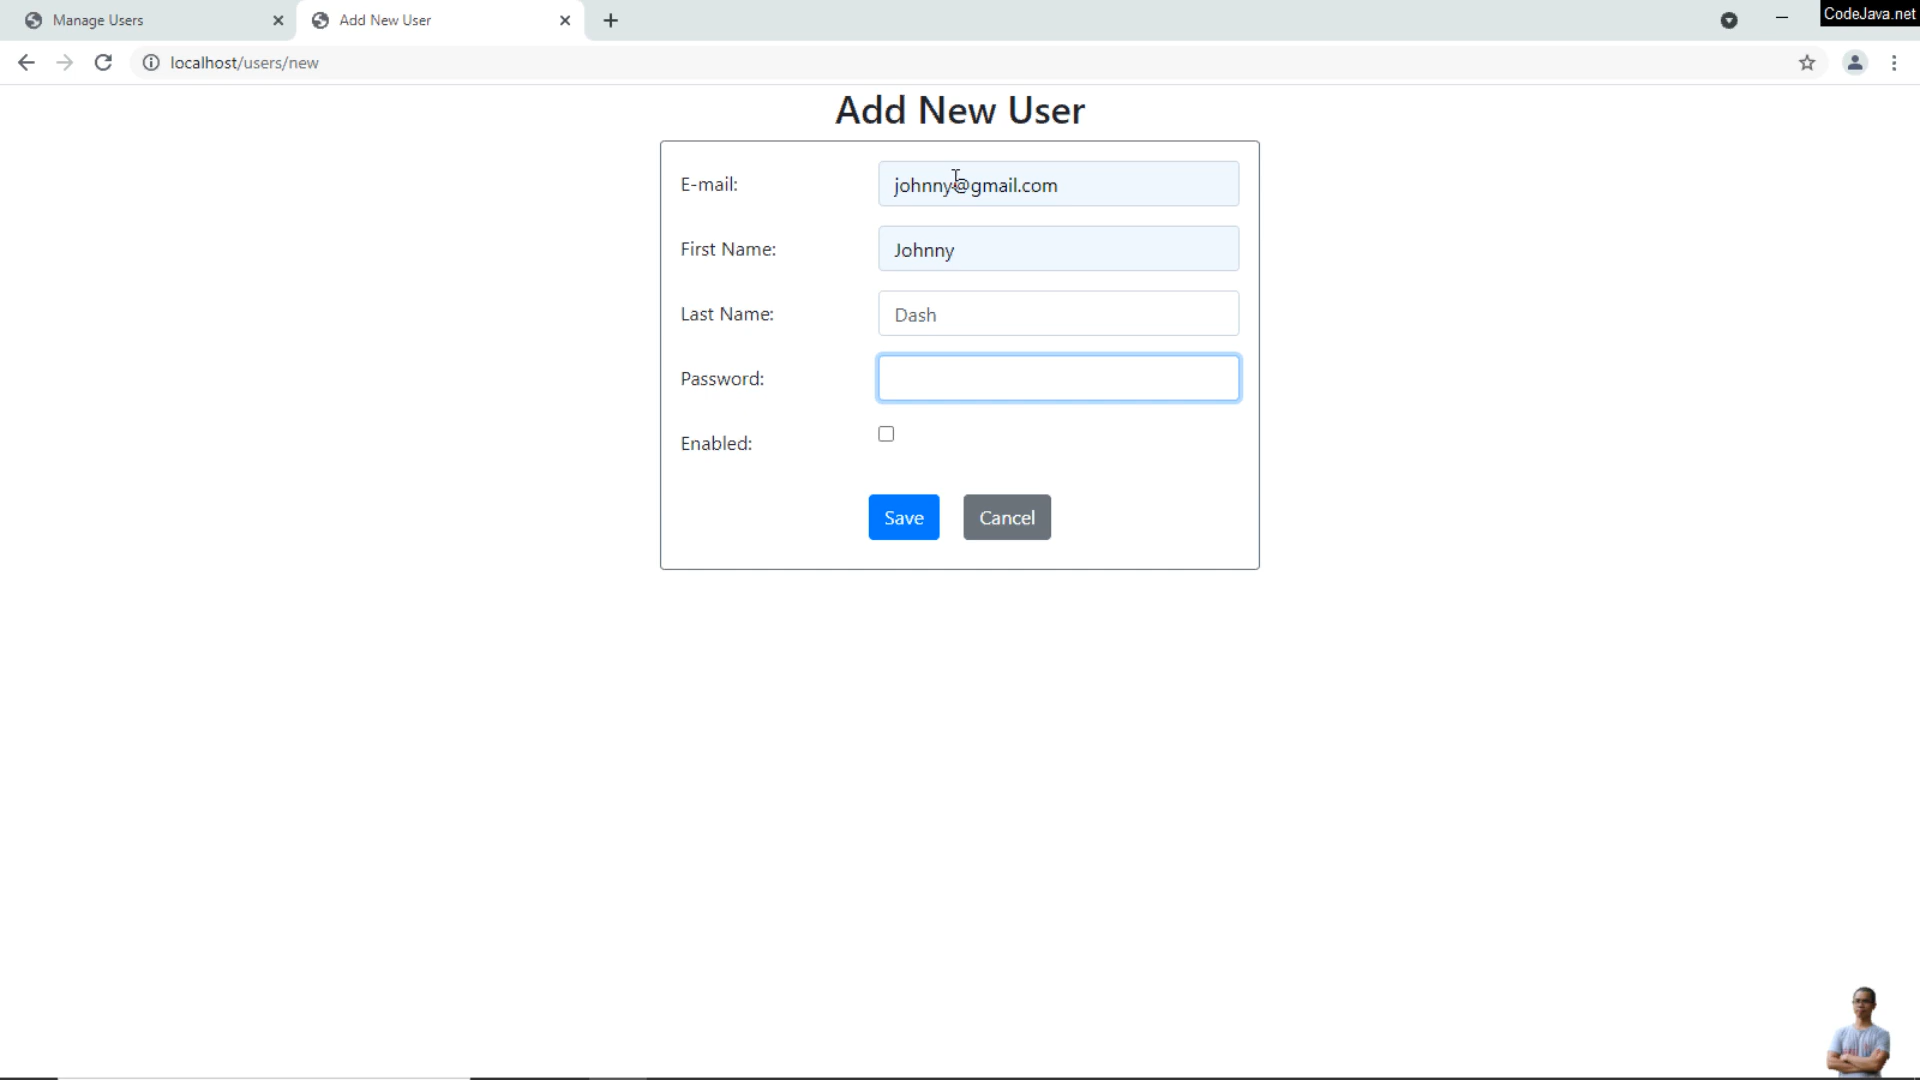 Manage Users
Add New User
CodeJava.net
localhost/users/new
Add New User
E-mail:
johnny@gmail.com
First Name:
Johnny
Last Name:
Dash
Password:
Enabled:
Save
Cancel